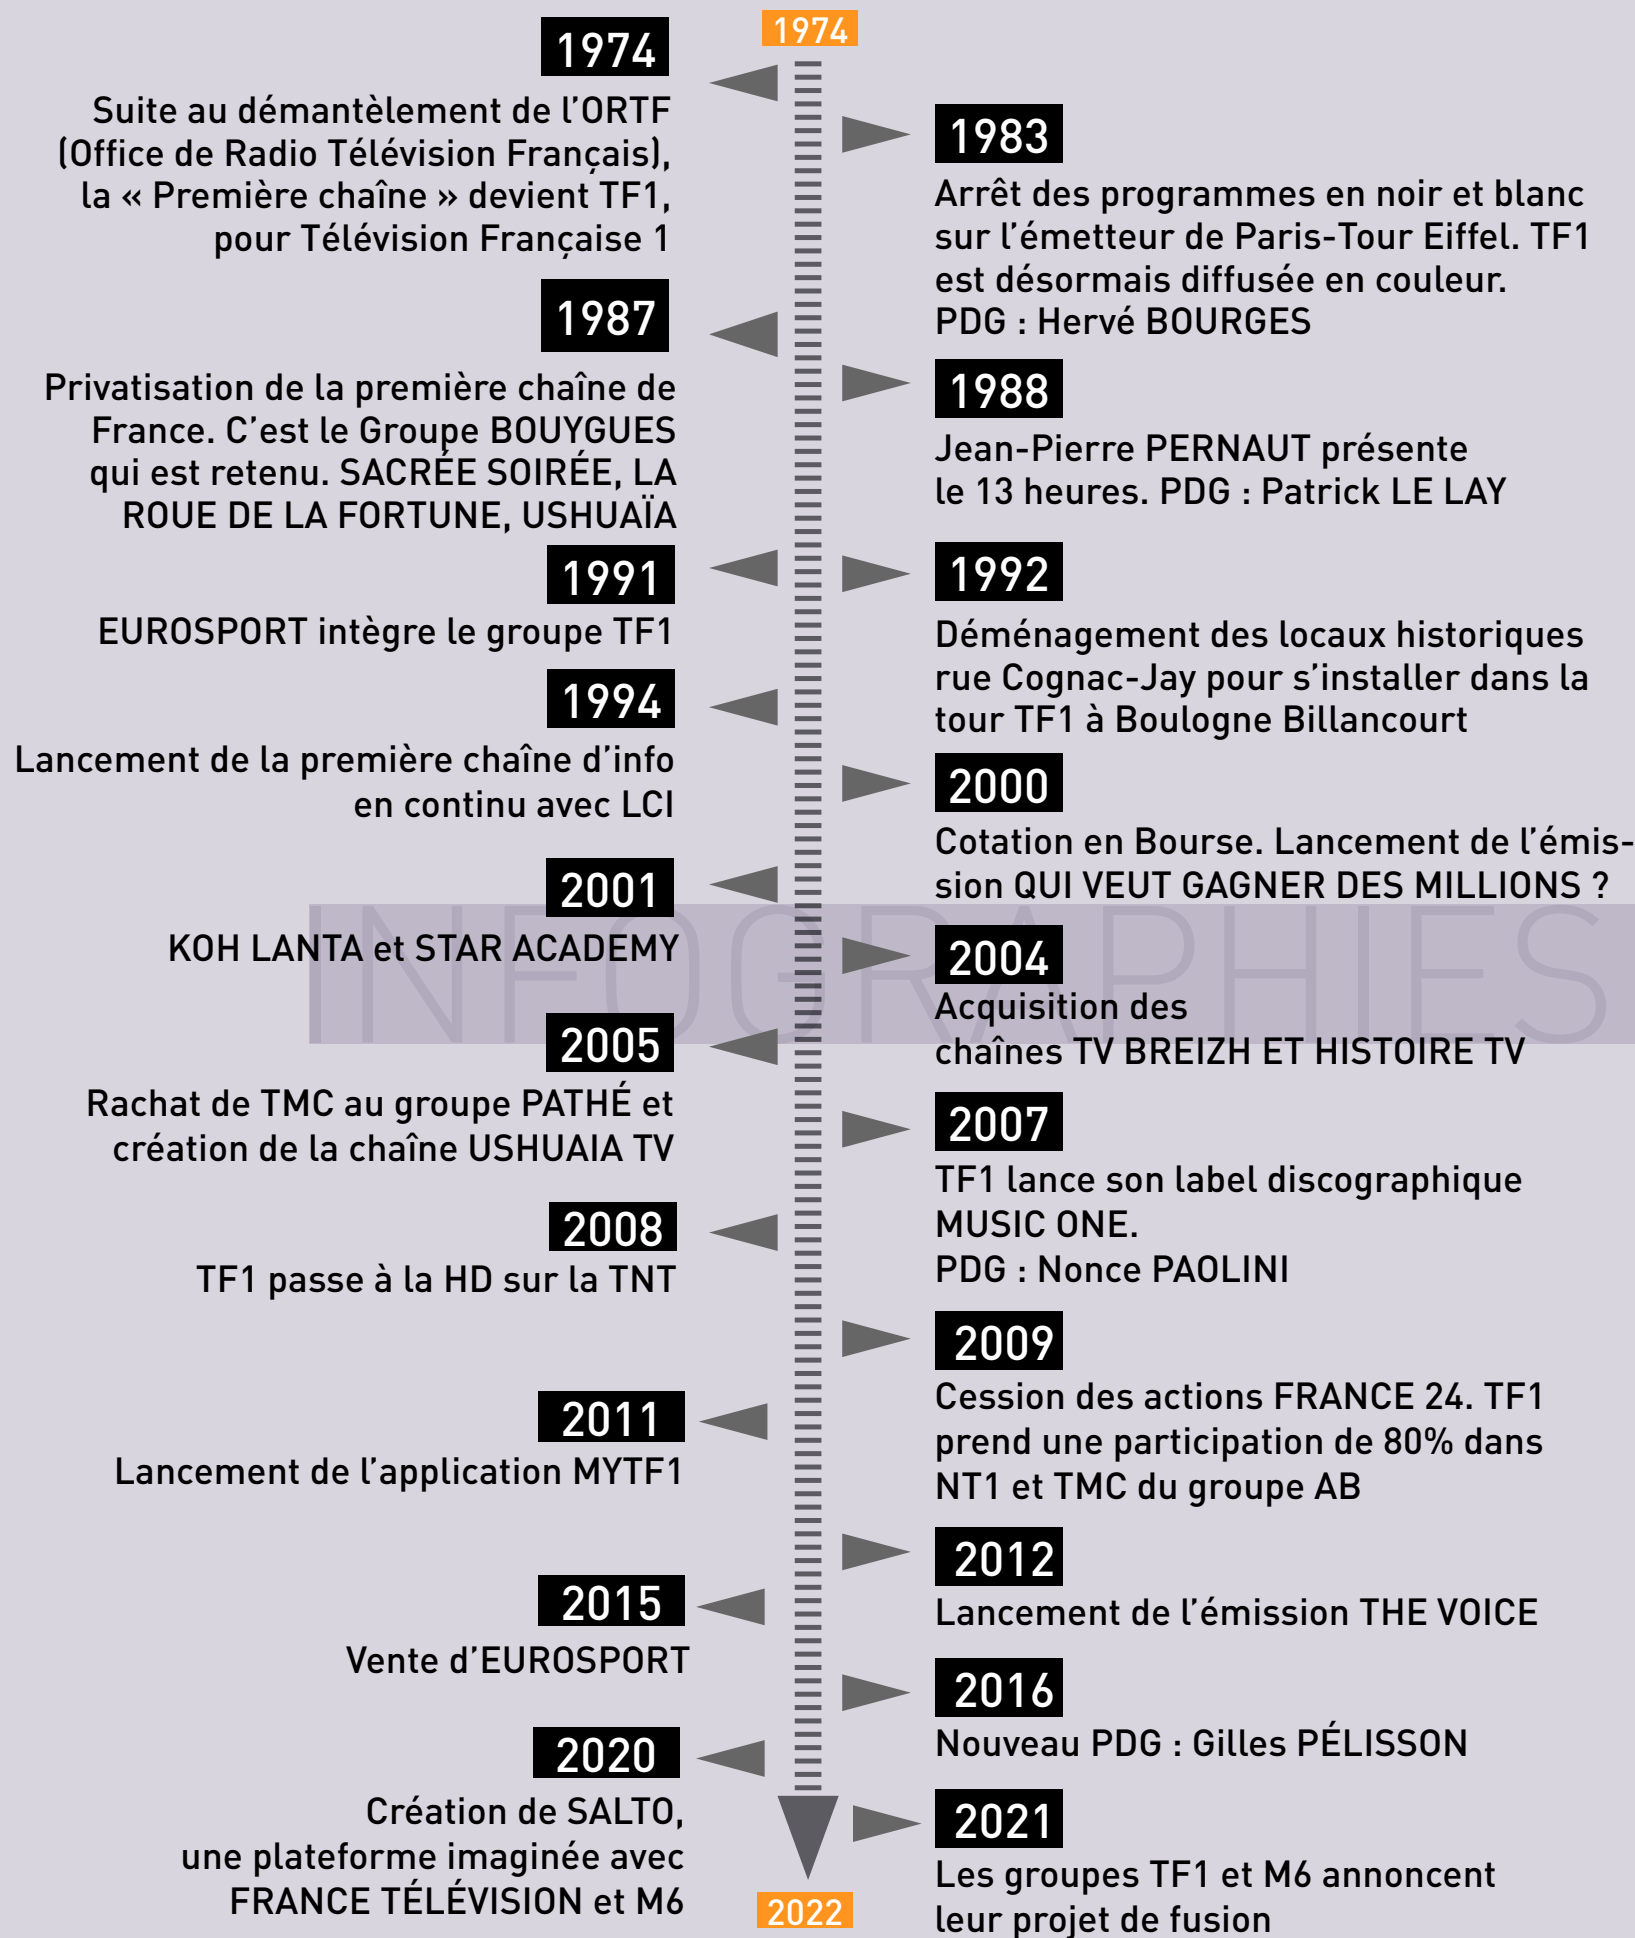 1974
1974
Suite au démantèlement de l’ORTF
(Office de Radio Télévision Français),
la « Première chaîne » devient TF1,
pour Télévision Française 1
1983
Arrêt des programmes en noir et blanc
sur l’émetteur de Paris-Tour Eiffel. TF1
est désormais diffusée en couleur.
PDG : Hervé BOURGES
1987
Privatisation de la première chaîne de
France. C’est le Groupe BOUYGUES
qui est retenu. SACRÉE SOIRÉE, LA
ROUE DE LA FORTUNE, USHUAÏA
1988
Jean-Pierre PERNAUT présente
le 13 heures. PDG : Patrick LE LAY
1991
EUROSPORT intègre le groupe TF1
1992
Déménagement des locaux historiques
rue Cognac-Jay pour s’installer dans la
tour TF1 à Boulogne Billancourt
1994
Lancement de la première chaîne d’info
en continu avec LCI
2000
Cotation en Bourse. Lancement de l’émis-
sion QUI VEUT GAGNER DES MILLIONS ?
2001
KOH LANTA et STAR ACADEMY
INFOGRAPHIES
2004
Acquisition des
chaînes TV BREIZH ET HISTOIRE TV
2005
Rachat de TMC au groupe PATHÉ et
création de la chaîne USHUAIA TV
2007
TF1 lance son label discographique
MUSIC ONE.
PDG : Nonce PAOLINI
2008
TF1 passe à la HD sur la TNT
2009
Cession des actions FRANCE 24. TF1
prend une participation de 80% dans
NT1 et TMC du groupe AB
2011
Lancement de l’application MYTF1
2012
Lancement de l’émission THE VOICE
2015
Vente d’EUROSPORT
2016
Nouveau PDG : Gilles PÉLISSON
2020
Création de SALTO,
une plateforme imaginée avec
FRANCE TÉLÉVISION et M6
2021
Les groupes TF1 et M6 annoncent
leur projet de fusion
2022